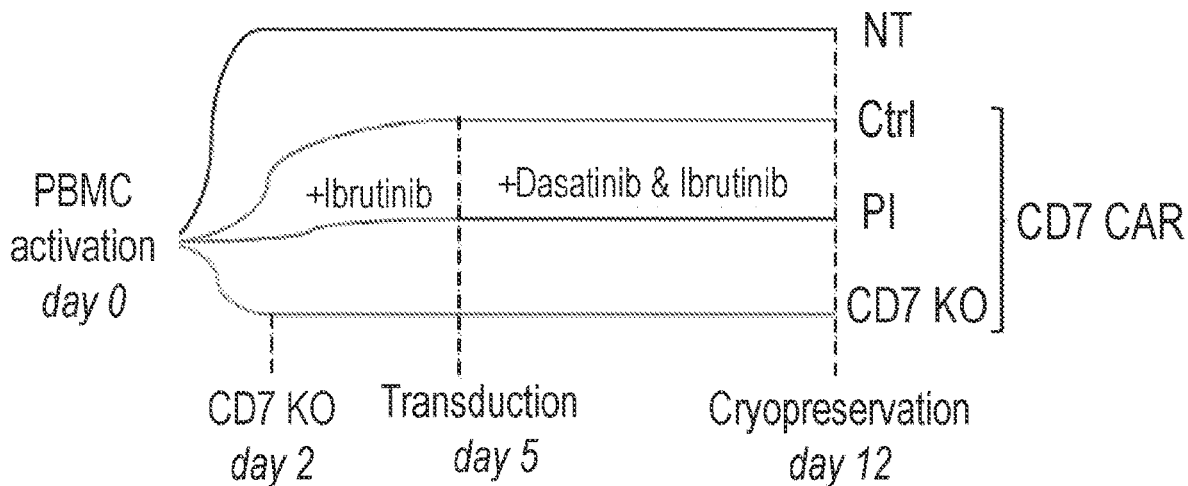 NT
Ctrl
+Ibrutinib
+Dasatinib & Ibrutinib
PBMC
activation
day 0
PI
CD7 CAR
CD7 KO
CD7 KO
day 2
Transduction
day 5
Cryopreservation
day 12